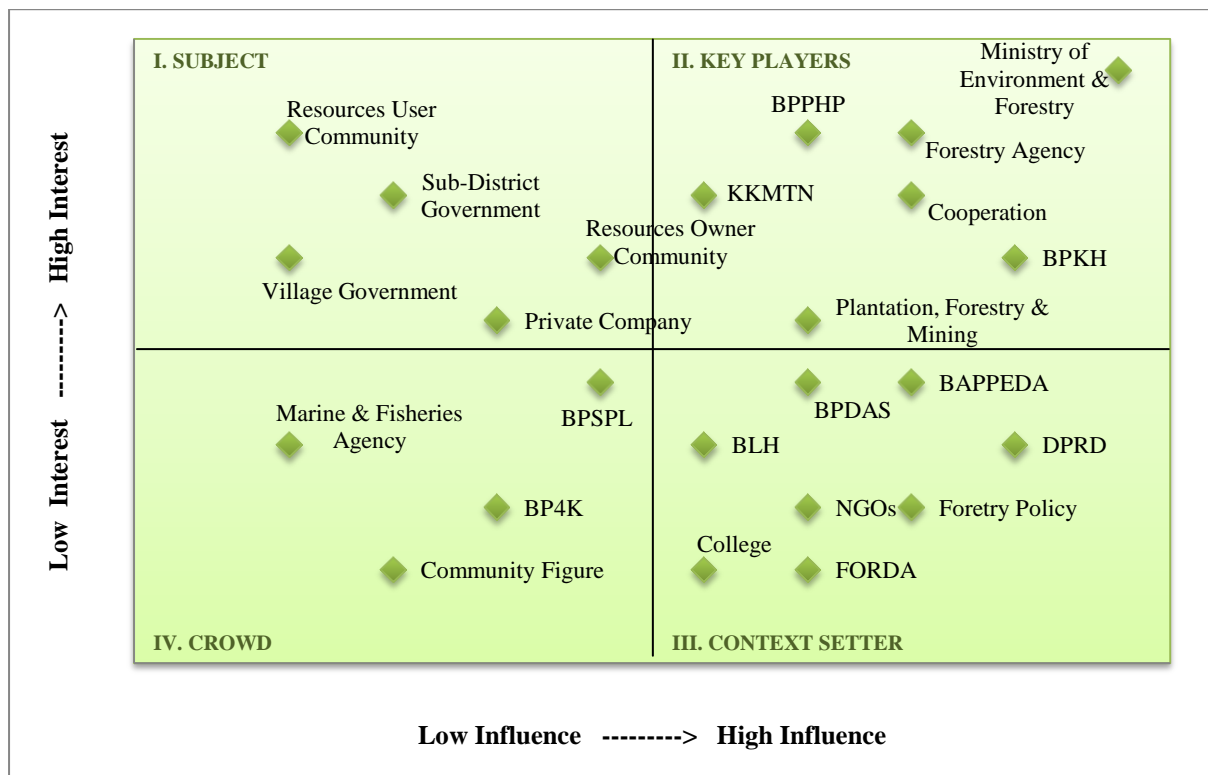 I. SUBJECT
II. KEY PLAYERS
Ministry of
Environment &
Forestry
Resources User
Community
BPPHP
Forestry Agency
Sub-District
Government
KKMTN
Cooperation
Resources Owner
Community
BPKH
Village Government
Private Company
Plantation, Forestry &
Mining
High Interest
Low Interest --------->
BPSPL
BPDAS
BAPPEDA
Marine & Fisheries
Agency
BLH
DPRD
BP4K
NGOs
Foretry Policy
College
Community Figure
FORDA
IV. CROWD
III. CONTEXT SETTER
Low Influence ---------> High Influence